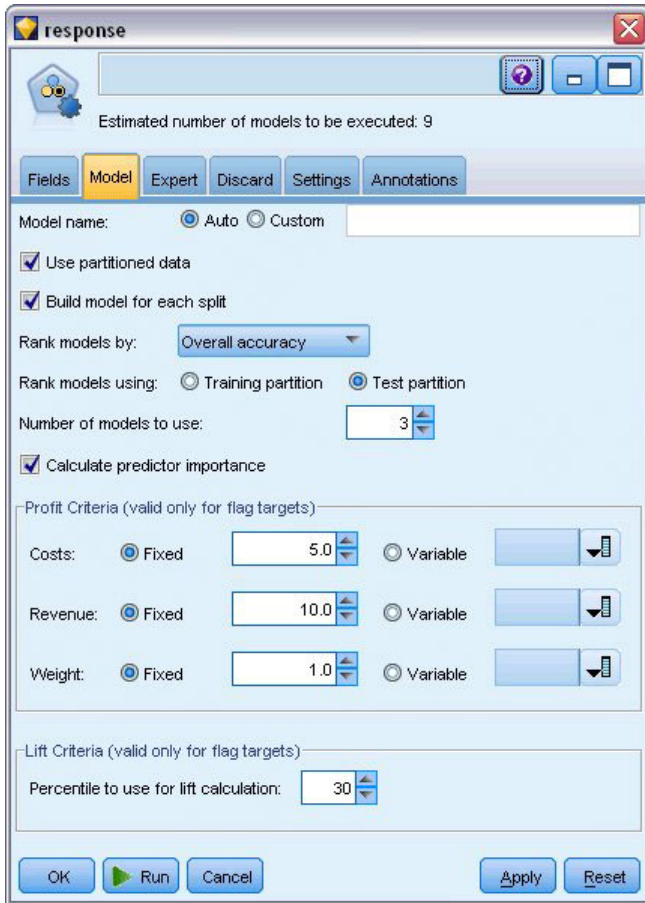 response
Estimated number of models to be executed: 9
Fields Model Expert Discard Settings Annotations
Model name: Auto Custom
Use partitioned data
Build model for each split
Rank models by: Overall accuracy
Rank models using: Training partition Test partition
Number of models to use: 3
Calculate predictor importance
Profit Criteria (valid only for flag targets)
Costs: Fixed 5.0 Variable
Revenue: Fixed 10.0 Variable
Weight: Fixed 1.0 Variable
Lift Criteria (valid only for flag targets)
Percentile to use for lift calculation: 30
OK Run Cancel Apply Reset